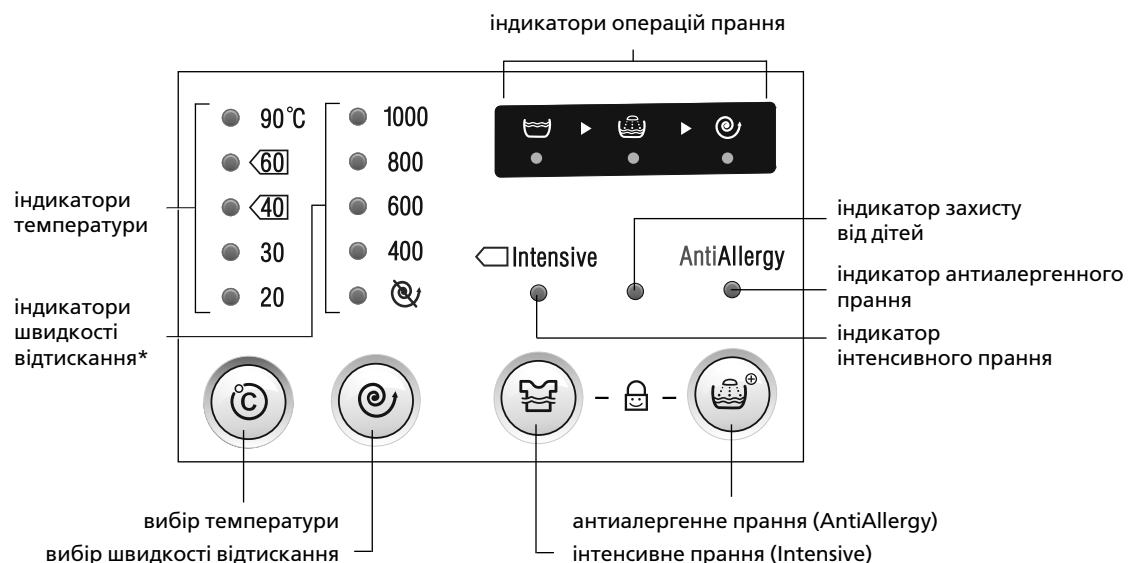 індикатори операцій прання
90°C
60
40
30
20
1000
800
600
400
Intensive
AntiAllergy
індикатори
температури
індикатори
швидкості
відтискання*
індикатор захисту
від дітей
індикатор антиалергенного
прання
індикатор
інтенсивного прання
°C
вибір температури
вибір швидкості відтискання
антиалергенне прання (AntiAllergy)
інтенсивне прання (Intensive)